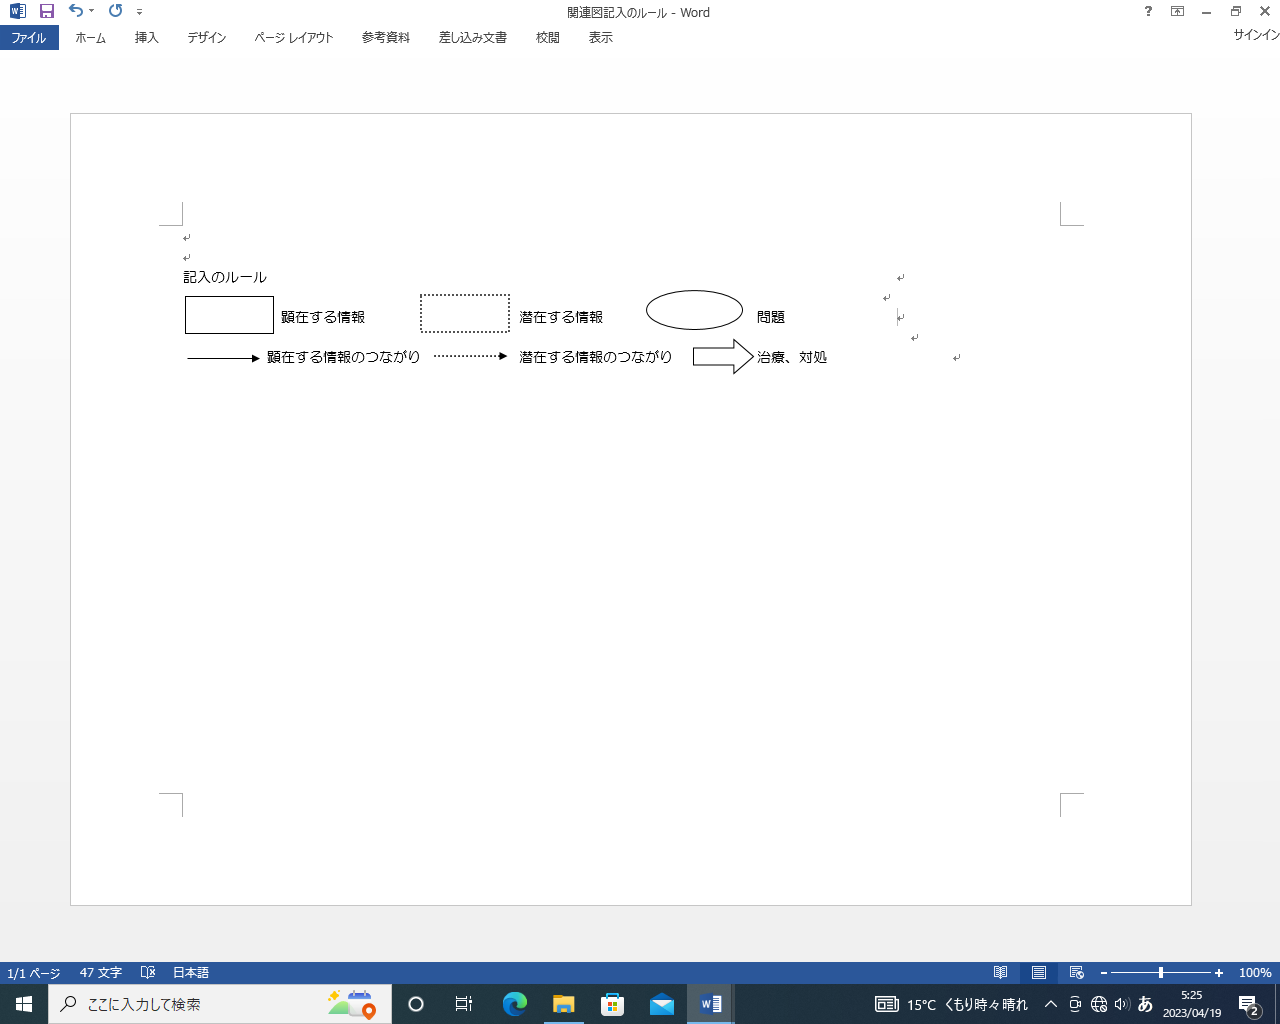 関連図記入のルール - Word
サインイン
ファイル ホーム 挿入 デザイン ページ レイアウト 参考資料 差し込み文書 校閲 表示
記入のルール
顕在する情報 潜在する情報 問題
顕在する情報のつながり 潜在する情報のつながり 治療、対処
1/1 ページ 47 文字 日本語 100%
ここに入力して検索 15°C くもり時々晴れ あ 5:25
2023/04/19 2